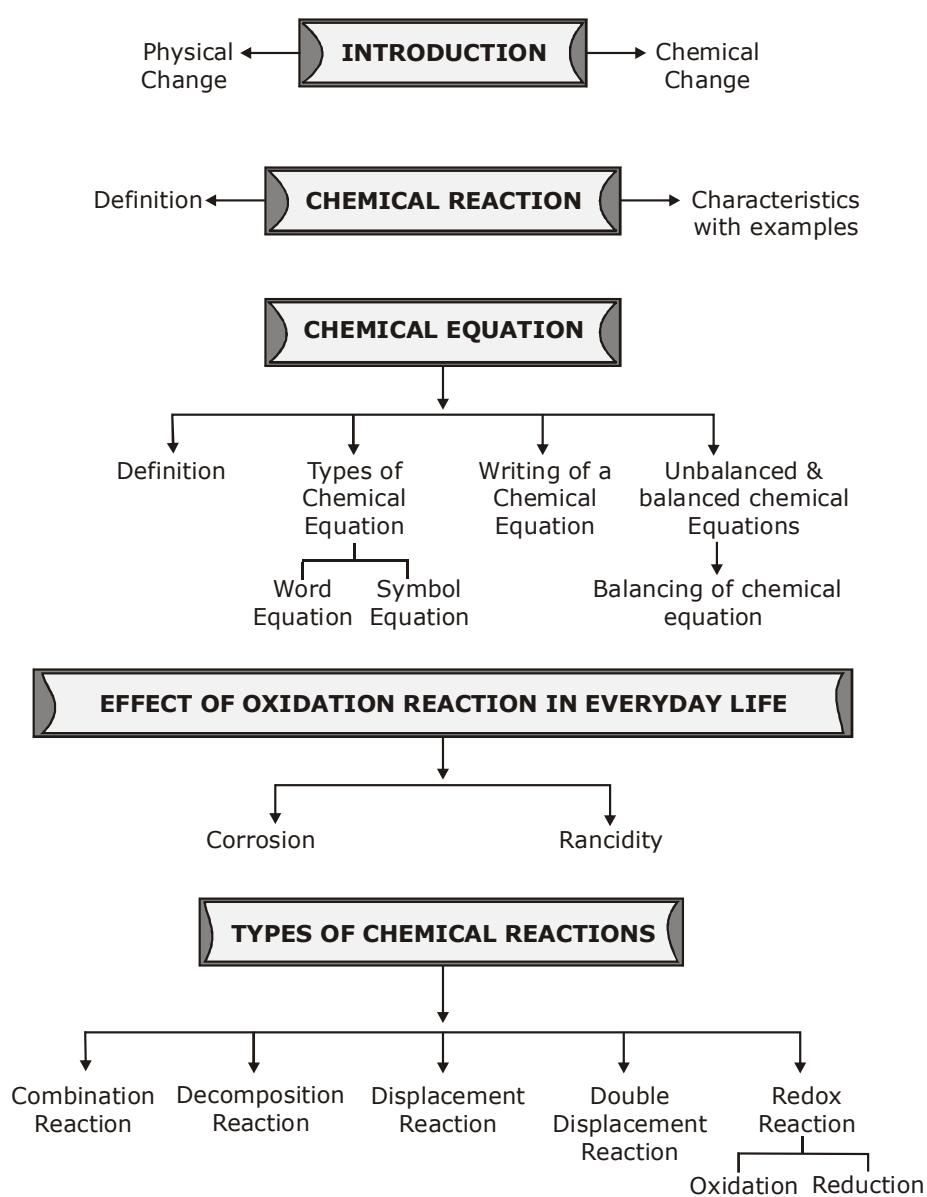 INTRODUCTION
Physical
Change
Chemical
Change
CHEMICAL REACTION
Definition
Characteristics
with examples
CHEMICAL EQUATION
Definition
Types of
Chemical
Equation
Word
Equation
Symbol
Equation
Writing of a
Chemical
Equation
Unbalanced &
balanced chemical
Equations
Balancing of chemical
equation
EFFECT OF OXIDATION REACTION IN EVERYDAY LIFE
Corrosion
Rancidity
TYPES OF CHEMICAL REACTIONS
Combination
Reaction
Decomposition
Reaction
Displacement
Reaction
Double
Displacement
Reaction
Redox
Reaction
Oxidation
Reduction